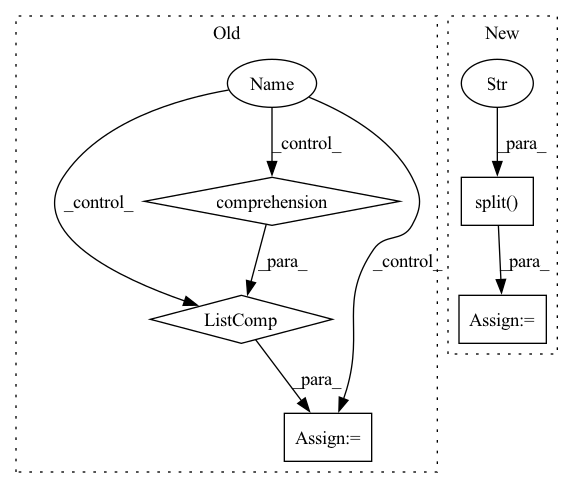 Old
New
Name
Str
_control_
_para_
comprehension
split()
_control_
_para_
_control_
_para_
ListComp
Assign:=
_para_
Assign:=